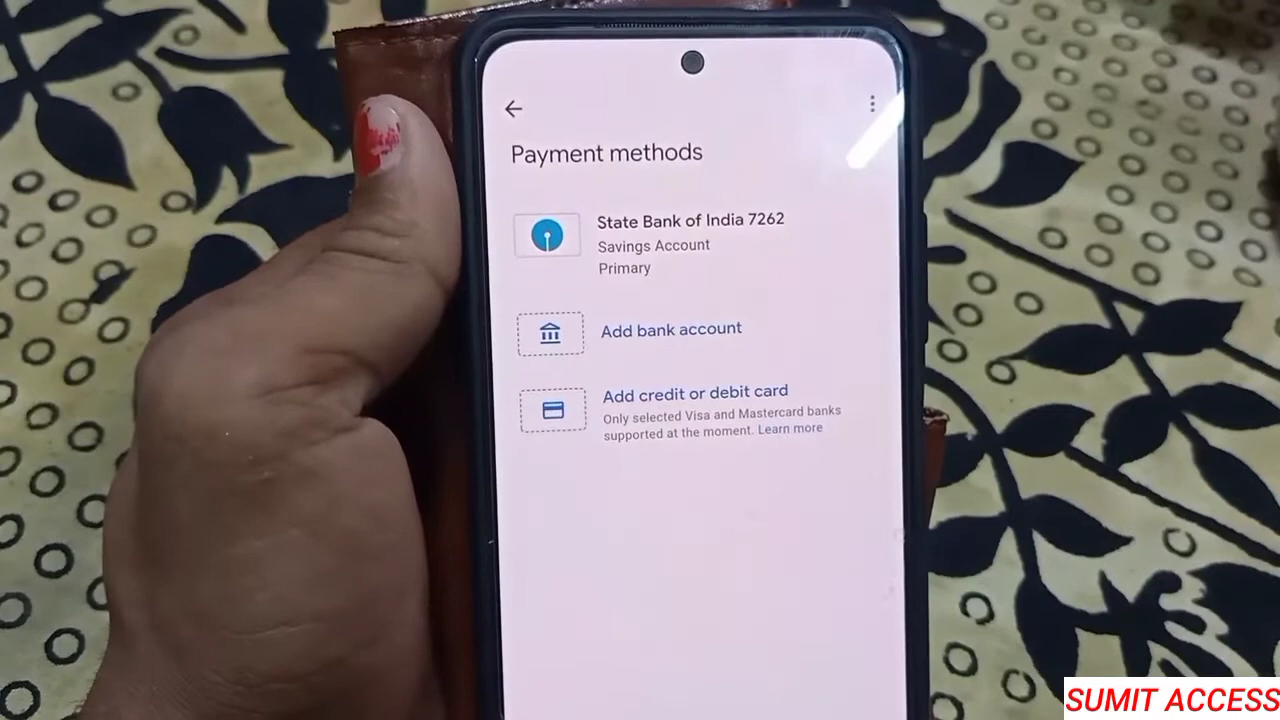 Payment methods
State Bank of India 7262
Savings Account
Primary
Add bank account
Add credit or debit card
Only selected Visa and Mastercard banks
supported at the moment. Learn more
SUMIT ACCESS